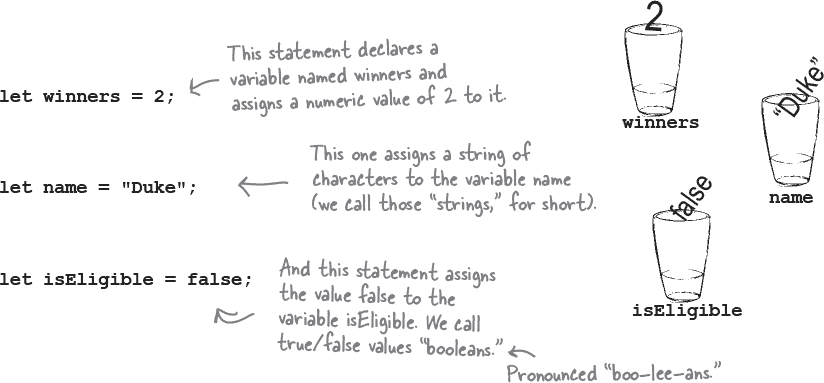 let winners = 2;
This statement declares a
variable named winners and
assigns a numeric value of 2 to it.
2
winners
let name = "Duke";
This one assigns a string of
characters to the variable name
(we call those “strings,” for short).
“Duke”
name
let isEligible = false;
And this statement assigns
the value false to the
variable isEligible. We call
true/false values “booleans.”
Pronounced “boo-lee-ans.”
false
isEligible